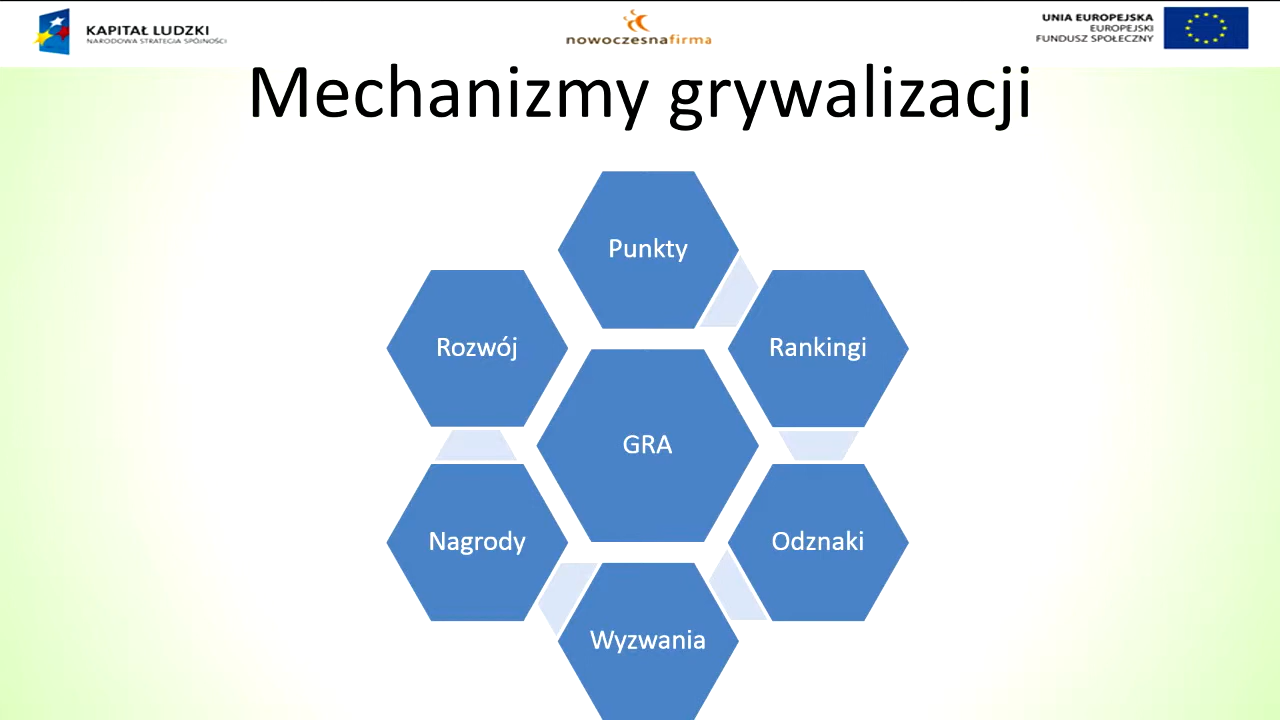 KAPITAŁ LUDZKI
NARODOWA STRATEGIA SPÓJNOŚCI
nowoczesnafirma
UNIA EUROPEJSKA
EUROPEJSKI
FUNDUSZ SPOŁECZNY
Mechanizmy grywalizacji
Punkty
Rozwój
Rankingi
GRA
Nagrody
Odznaki
Wyzwania